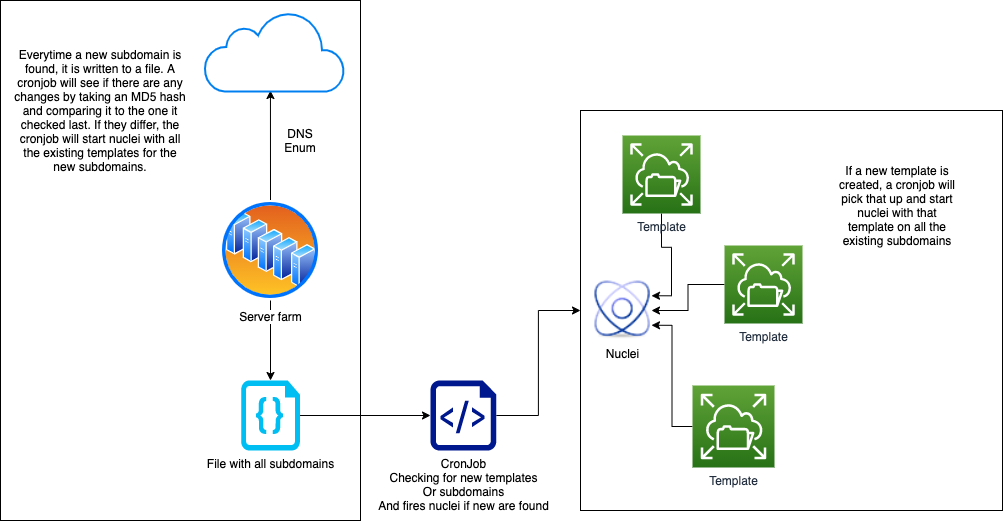 Everytime a new subdomain is
found, it is written to a file. A
cronjob will see if there are any
changes by taking an MD5 hash
and comparing it to the one it
checked last. If they differ, the
cronjob will start nuclei with all
the existing templates for the
new subdomains.
DNS
Enum
Server farm
{}
File with all subdomains
</>
CronJob
Checking for new templates
Or subdomains
And fires nuclei if new are found
Template
If a new template is
created, a cronjob will
pick that up and start
nuclei with that
template on all the
existing subdomains
Nuclei
Template
Template